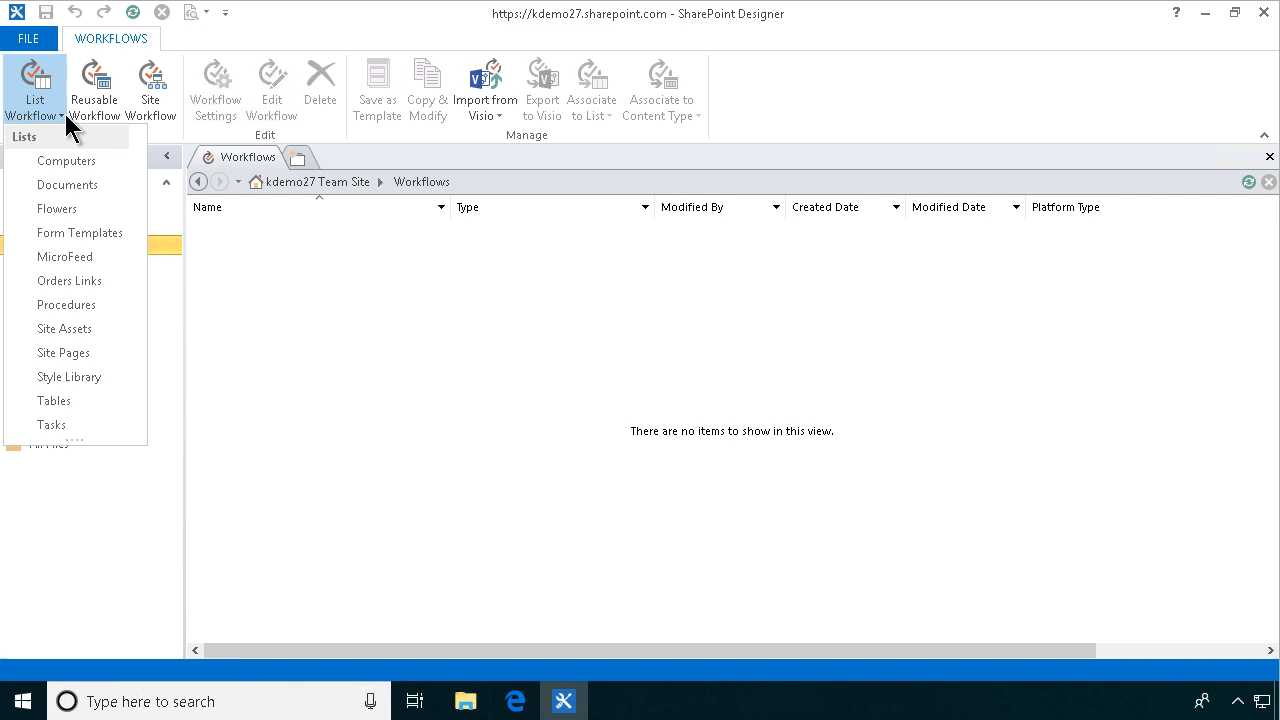 https://kdemo27.sharepoint.com - SharePoint Designer
?
FILE
WORKFLOWS
List Workflow
Reusable Workflow
Site Workflow
Workflow Settings
Edit Workflow
Delete
Save as Template
Copy & Modify
Import from Visio
Export to Visio
Associate to List
Associate to Content Type
Edit
Manage
Lists
Computers
Documents
Flowers
Form Templates
MicroFeed
Orders Links
Procedures
Site Assets
Site Pages
Style Library
Tables
Tasks
Workflows
kdemo27 Team Site
Workflows
Name
Type
Modified By
Created Date
Modified Date
Platform Type
There are no items to show in this view.
Type here to search